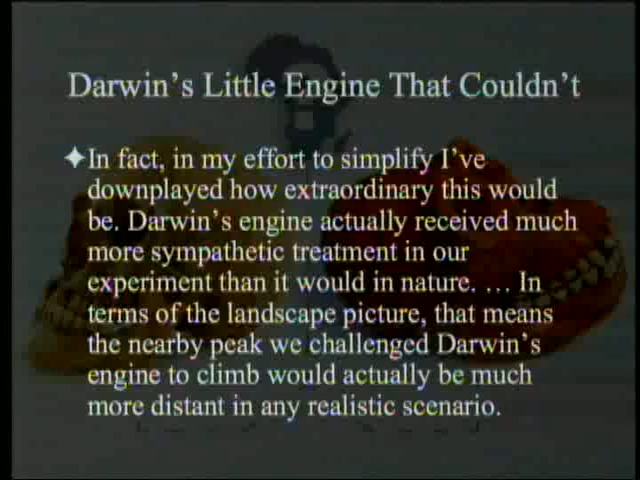 Darwin's Little Engine That Couldn't
✦In fact, in my effort to simplify I've
downplayed how extraordinary this would
be. Darwin's engine actually received much
more sympathetic treatment in our
experiment than it would in nature. … In
terms of the landscape picture, that means
the nearby peak we challenged Darwin's
engine to climb would actually be much
more distant in any realistic scenario.